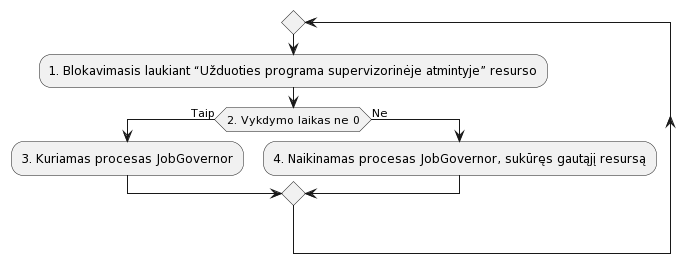 1. Blokavimasis laukiant “Užduoties programa supervizorinėje atmintyje” resurso
Taip
2. Vykdymo laikas ne 0
Ne
3. Kuriamas procesas JobGovernor
4. Naikinamas procesas JobGovernor, sukūręs gautąjį resursą